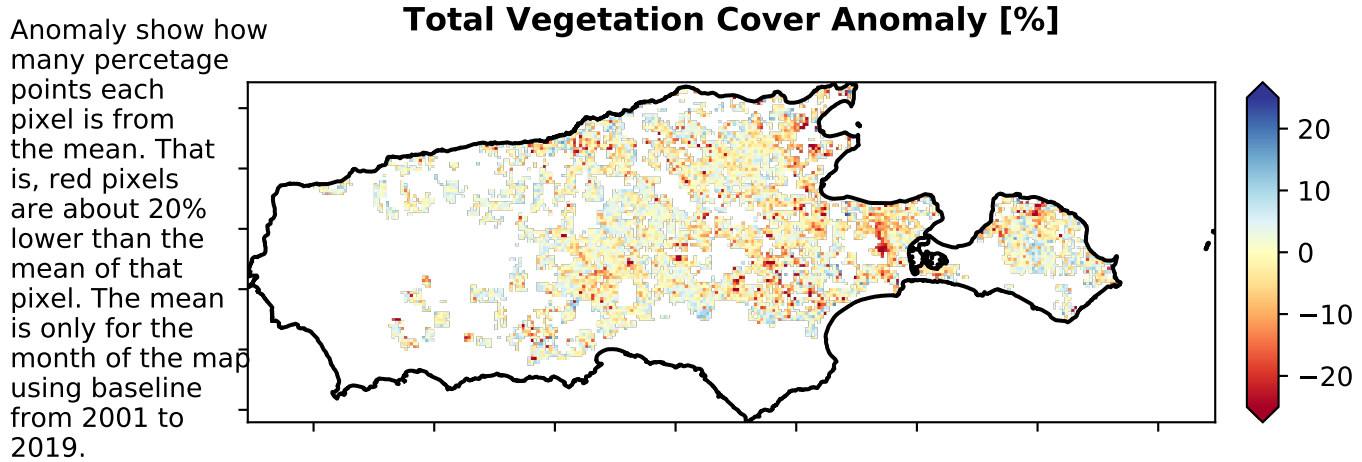 Total Vegetation Cover Anomaly [%]
Anomaly show how
many percetage
points each
pixel is from
the mean. That
is, red pixels
are about 20%
lower than the
mean of that
pixel. The mean
is only for the
month of the map
using baseline
from 2001 to
2019.
20
10
0
−10
−20